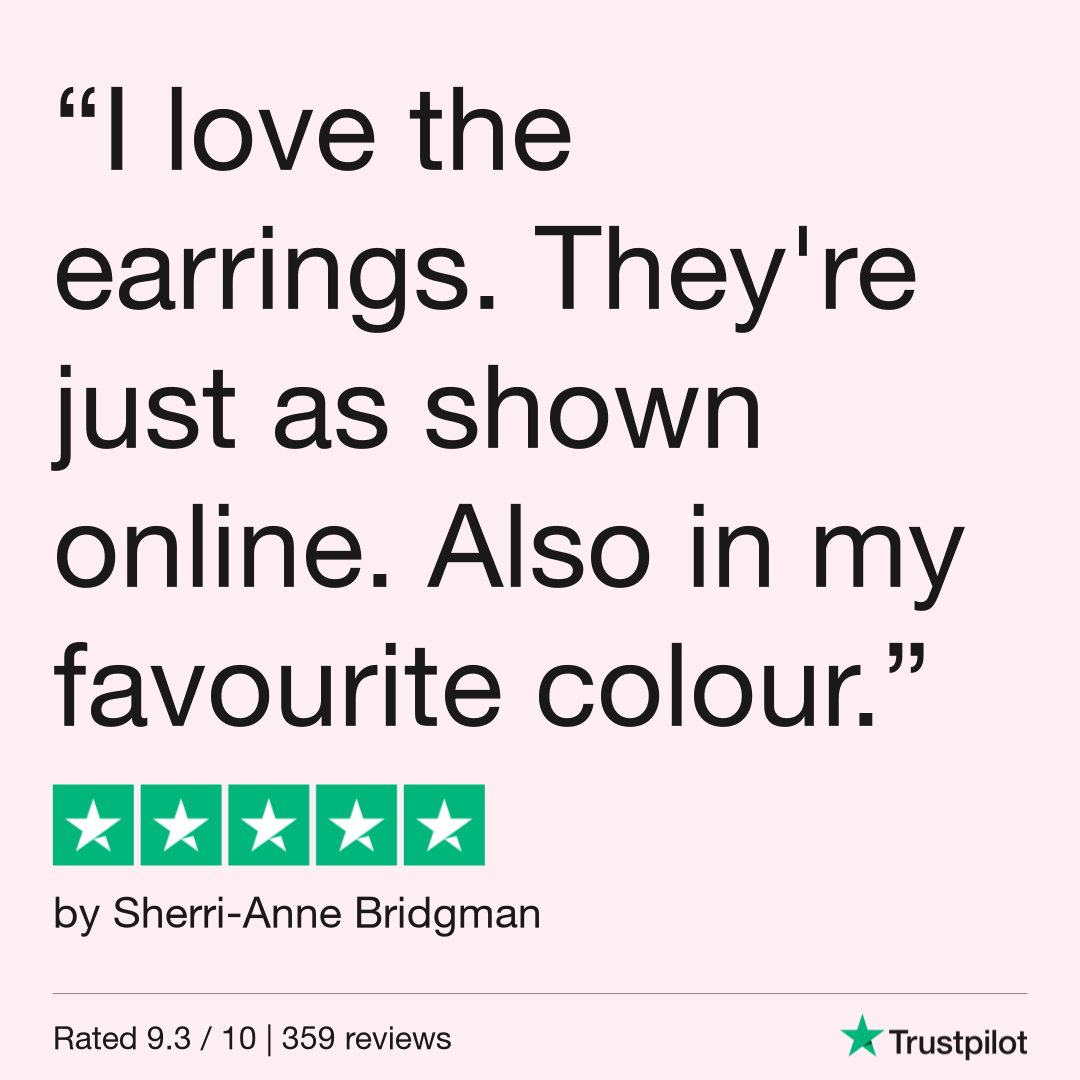 “I love the
earrings. They're
just as shown
online. Also in my
favourite colour.”
by Sherri-Anne Bridgman
Rated 9.3 / 10 | 359 reviews
Trustpilot